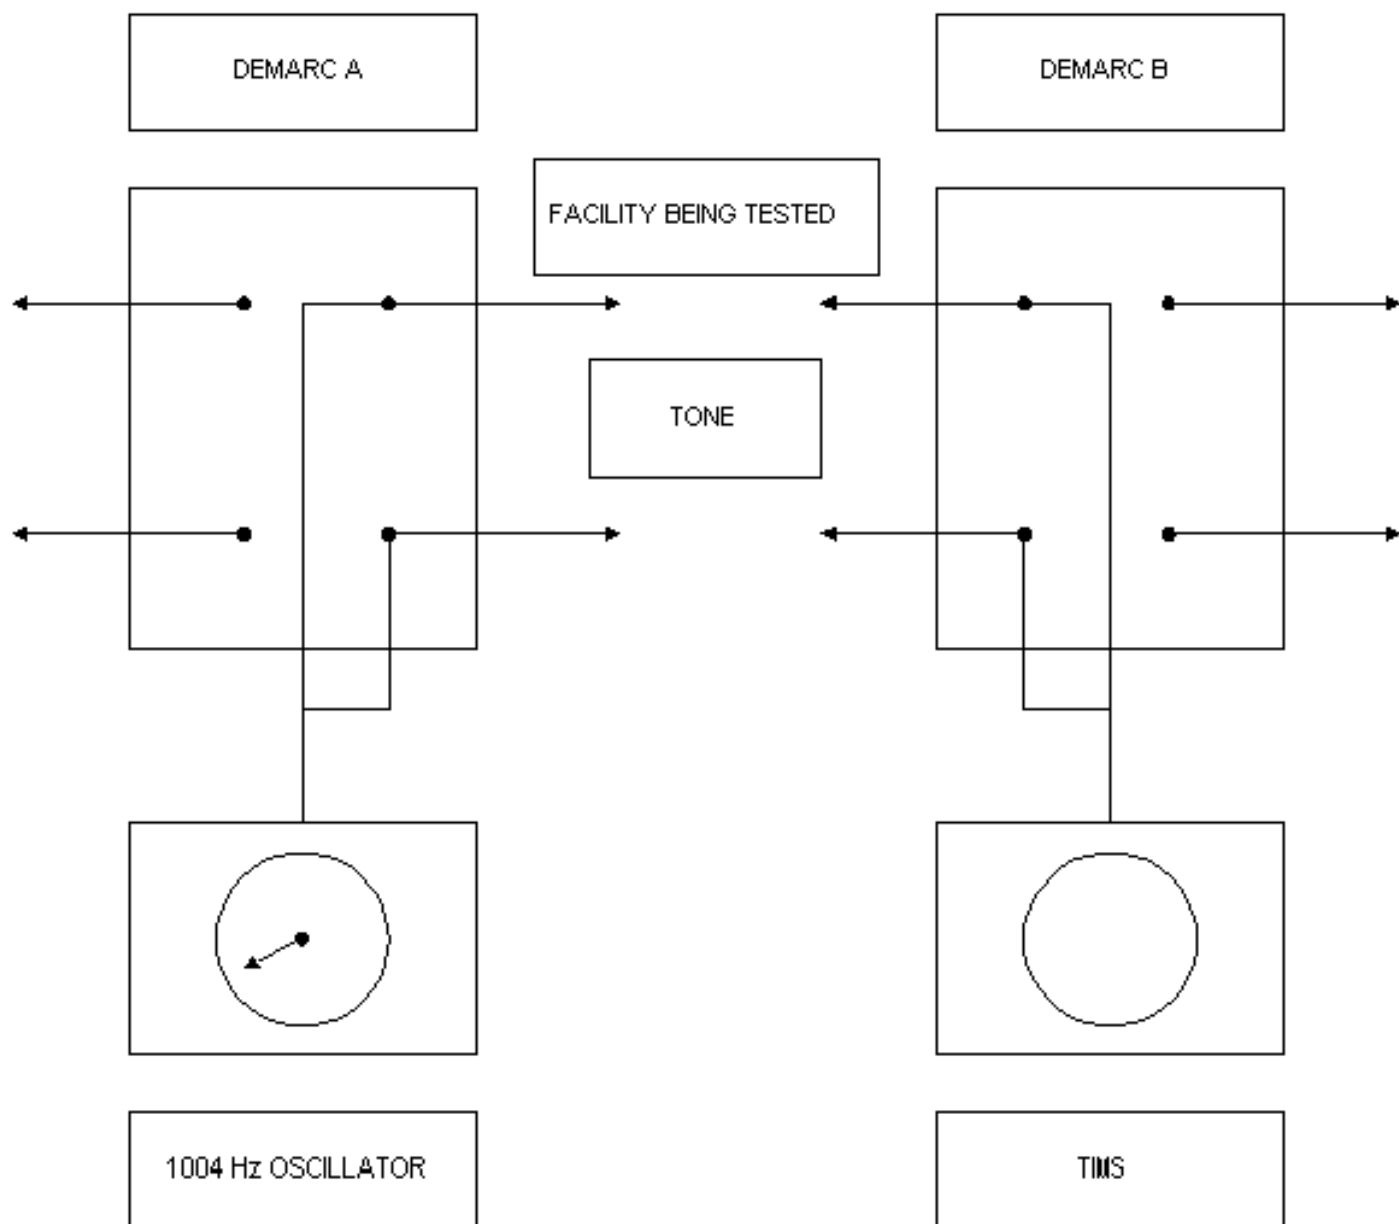 DEMARC A
DEMARC B
FACILITY BEING TESTED
TONE
1004 Hz OSCILLATOR
TIMS